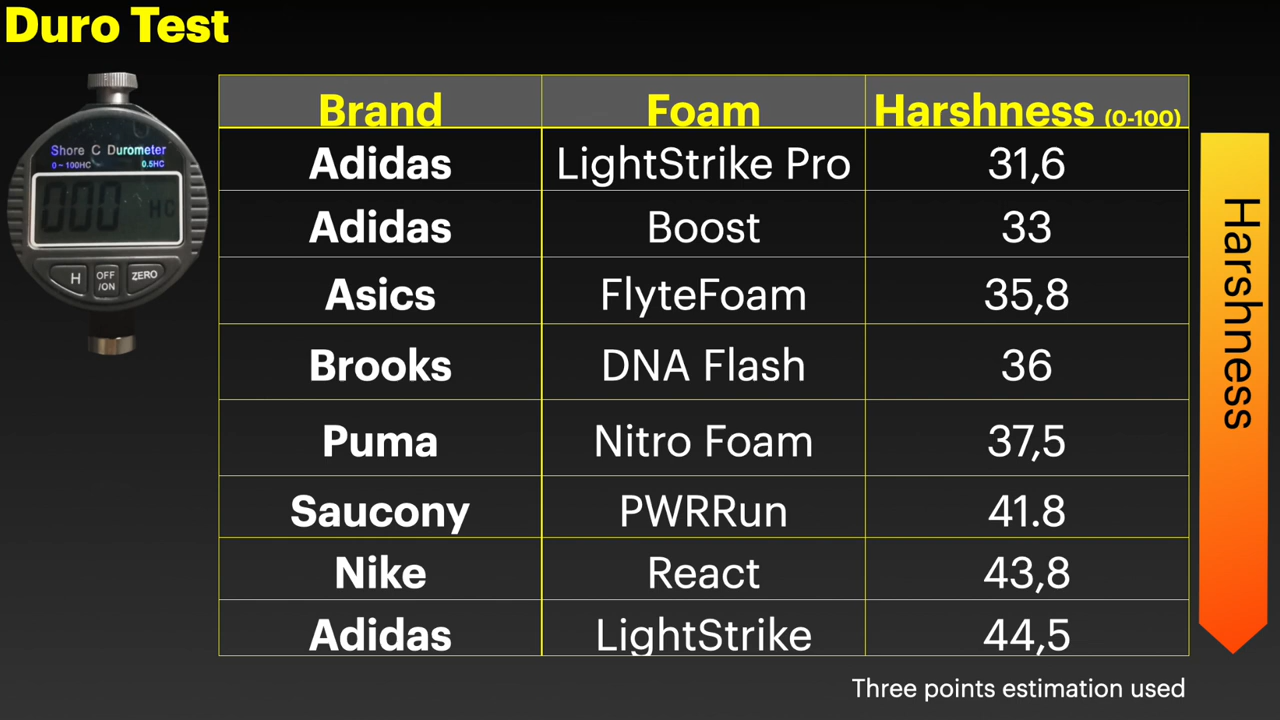 Duro Test
Brand Foam Harshness (0-100)
Adidas LightStrike Pro 31,6
Adidas Boost 33
Asics FlyteFoam 35,8
Brooks DNA Flash 36
Puma Nitro Foam 37,5
Saucony PWRRun 41.8
Nike React 43,8
Adidas LightStrike 44,5
Harshness
Three points estimation used
Shore C Durometer
0~100HC 0.5HC
000 HC
H OFF/ON ZERO